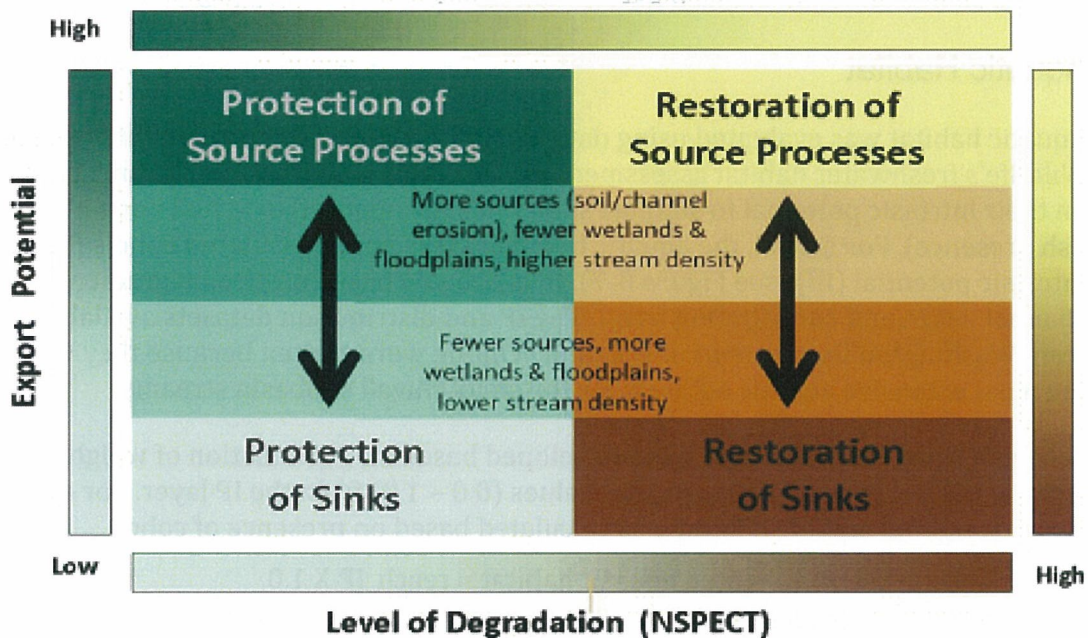 High
Protection of
Source Processes
Restoration of
Source Processes
More sources (soil/channel
erosion), fewer wetlands &
floodplains, higher stream density
Export Potential
Fewer sources, more
wetlands & floodplains,
lower stream density
Protection
of Sinks
Restoration
of Sinks
Low
High
Level of Degradation (NSPECT)